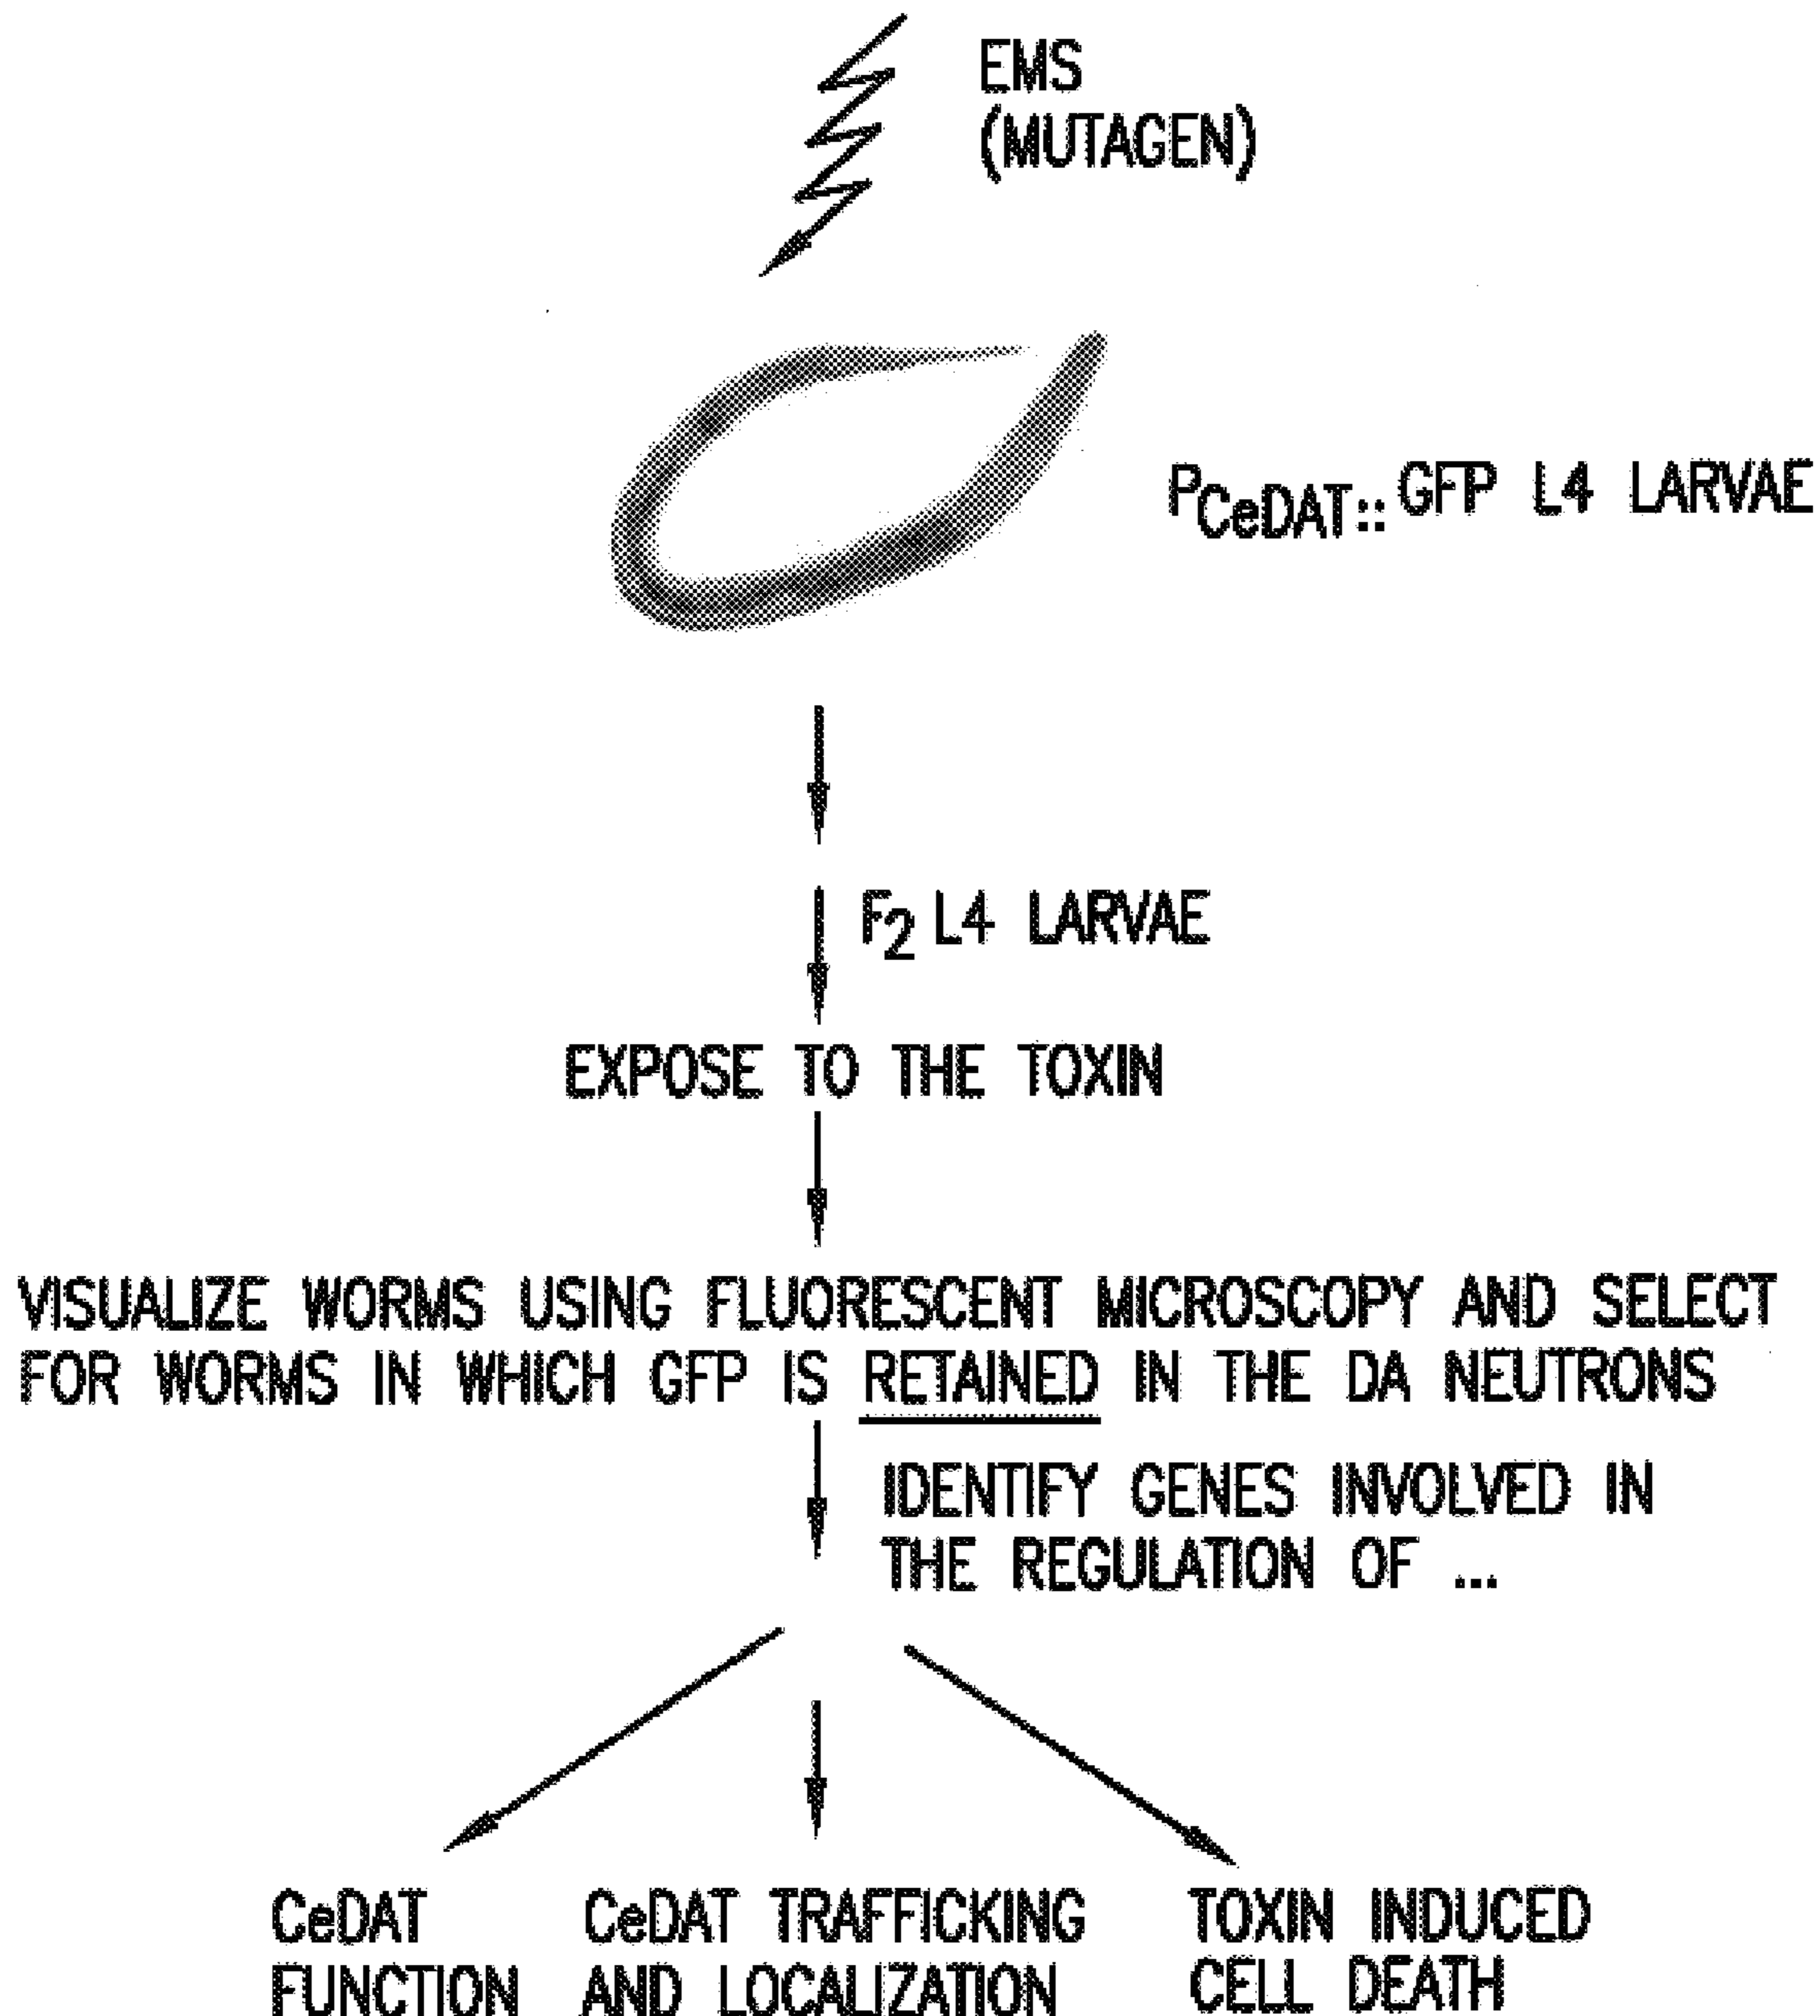 EMS
(MUTAGEN)
PCeDAT::GFP L4 LARVAE
F2 L4 LARVAE
EXPOSE TO THE TOXIN
VISUALIZE WORMS USING FLUORESCENT MICROSCOPY AND SELECT
FOR WORMS IN WHICH GFP IS RETAINED IN THE DA NEUTRONS
IDENTIFY GENES INVOLVED IN
THE REGULATION OF ...
CeDAT
FUNCTION
CeDAT TRAFFICKING
AND LOCALIZATION
TOXIN INDUCED
CELL DEATH